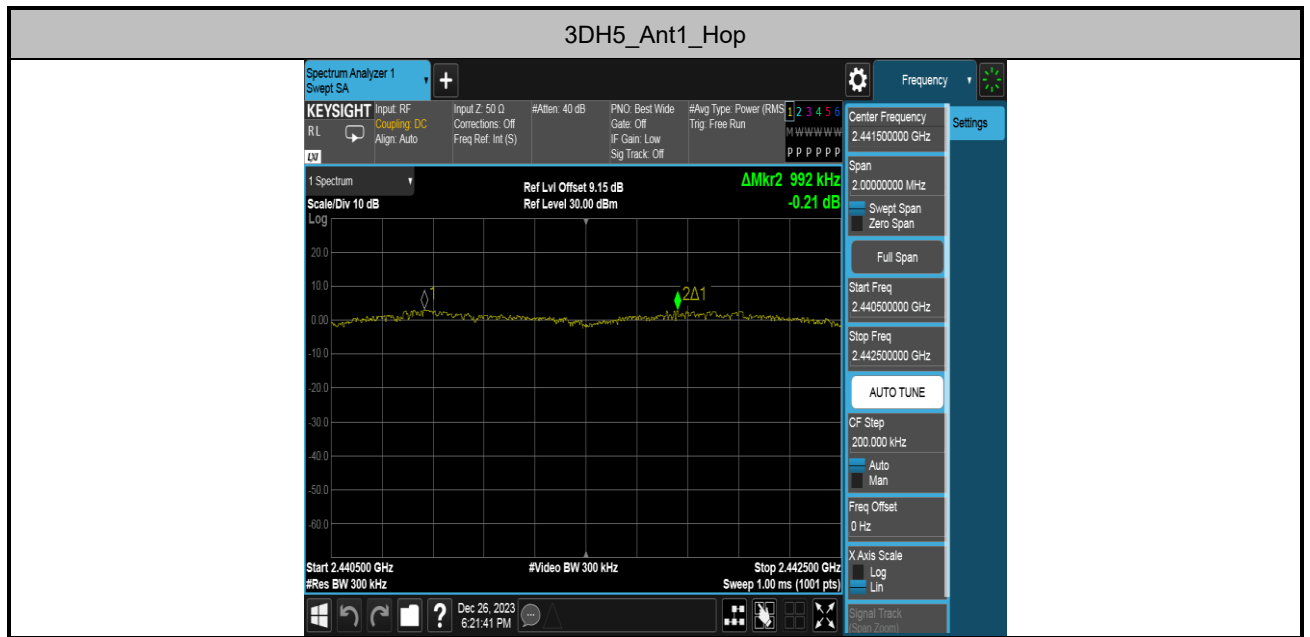 3DH5_Ant1_Hop
Spectrum Analyzer 1
Swept SA
Frequency
KEYSIGHT
RL
LXI
Input: RF
Coupling: DC
Align: Auto
Input Z: 50 Ω
Corrections: Off
Freq Ref: Int (S)
#Atten: 40 dB
PNO: Best Wide
Gate: Off
IF Gain: Low
Sig Track: Off
#Avg Type: Power (RMS
Trig: Free Run
1 2 3 4 5 6
M W W W W W
P P P P P P
1 Spectrum
Scale/Div 10 dB
Ref Lvl Offset 9.15 dB
Ref Level 30.00 dBm
ΔMkr2 992 kHz
-0.21 dB
Log
20.0
10.0
0.00
-10.0
-20.0
-30.0
-40.0
-50.0
-60.0
1
2Δ1
Start 2.440500 GHz
#Res BW 300 kHz
#Video BW 300 kHz
Stop 2.442500 GHz
Sweep 1.00 ms (1001 pts)
Dec 26, 2023
6:21:41 PM
Center Frequency
2.441500000 GHz
Span
2.00000000 MHz
Swept Span
Zero Span
Full Span
Start Freq
2.440500000 GHz
Stop Freq
2.442500000 GHz
AUTO TUNE
CF Step
200.000 kHz
Auto
Man
Freq Offset
0 Hz
X Axis Scale
Log
Lin
Signal Track
(Span Zoom)
Settings